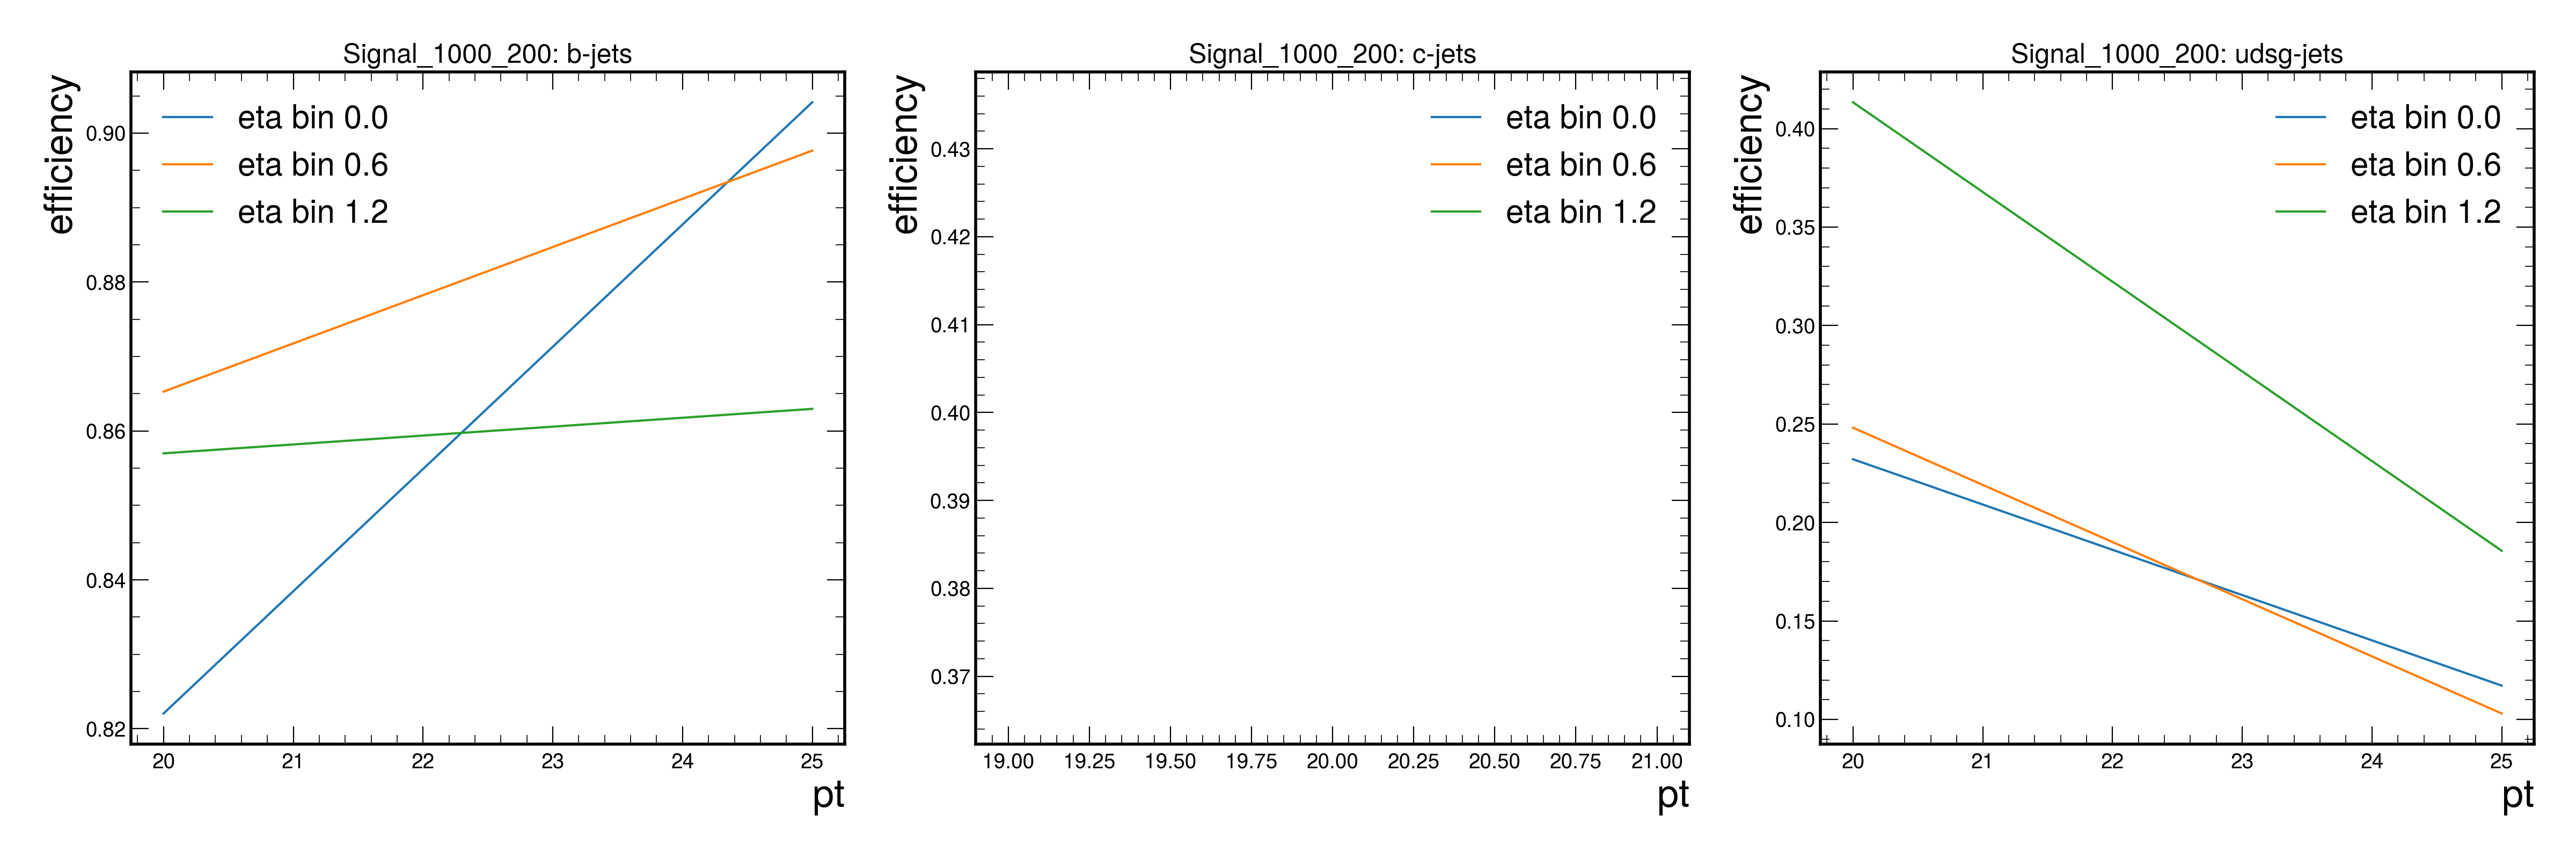 Signal_1000_200: b-jets
efficiency
eta bin 0.0
eta bin 0.6
eta bin 1.2
0.90
0.88
0.86
0.84
0.82
20 21 22 23 24 25
pt
Signal_1000_200: c-jets
efficiency
eta bin 0.0
eta bin 0.6
eta bin 1.2
0.43
0.42
0.41
0.40
0.39
0.38
0.37
19.00 19.25 19.50 19.75 20.00 20.25 20.50 20.75 21.00
pt
Signal_1000_200: udsg-jets
efficiency
eta bin 0.0
eta bin 0.6
eta bin 1.2
0.40
0.35
0.30
0.25
0.20
0.15
0.10
20 21 22 23 24 25
pt